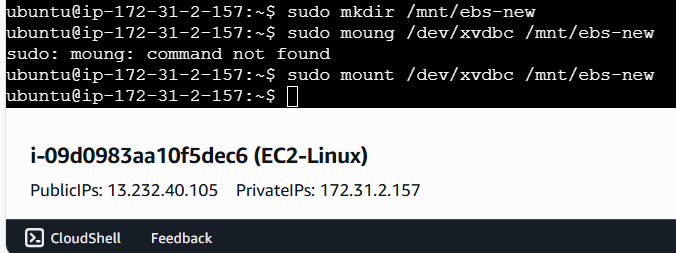 ubuntu@ip-172-31-2-157:~$ sudo mkdir /mnt/ebs-new
ubuntu@ip-172-31-2-157:~$ sudo moung /dev/xvdbc /mnt/ebs-new
sudo: moung: command not found
ubuntu@ip-172-31-2-157:~$ sudo mount /dev/xvdbc /mnt/ebs-new
ubuntu@ip-172-31-2-157:~$
i-09d0983aa10f5dec6 (EC2-Linux)
PublicIPs: 13.232.40.105 PrivateIPs: 172.31.2.157
CloudShell Feedback